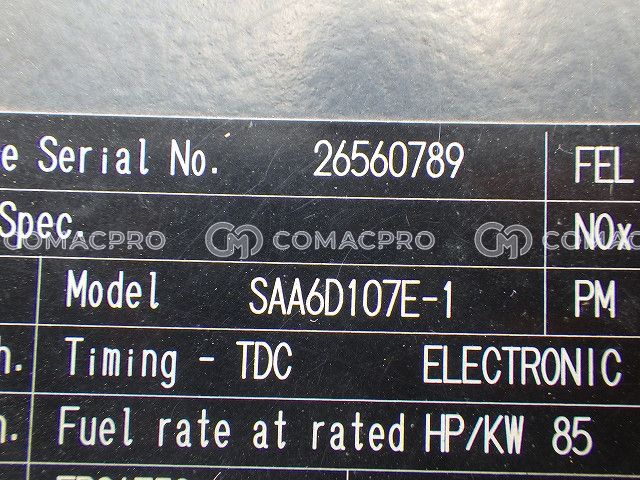 e Serial No. 26560789 FEL
Spec. NOx
COMACPRO COMACPRO COMACPRO
Model SAA6D107E-1 PM
h. Timing - TDC ELECTRONIC
n. Fuel rate at rated HP/KW 85